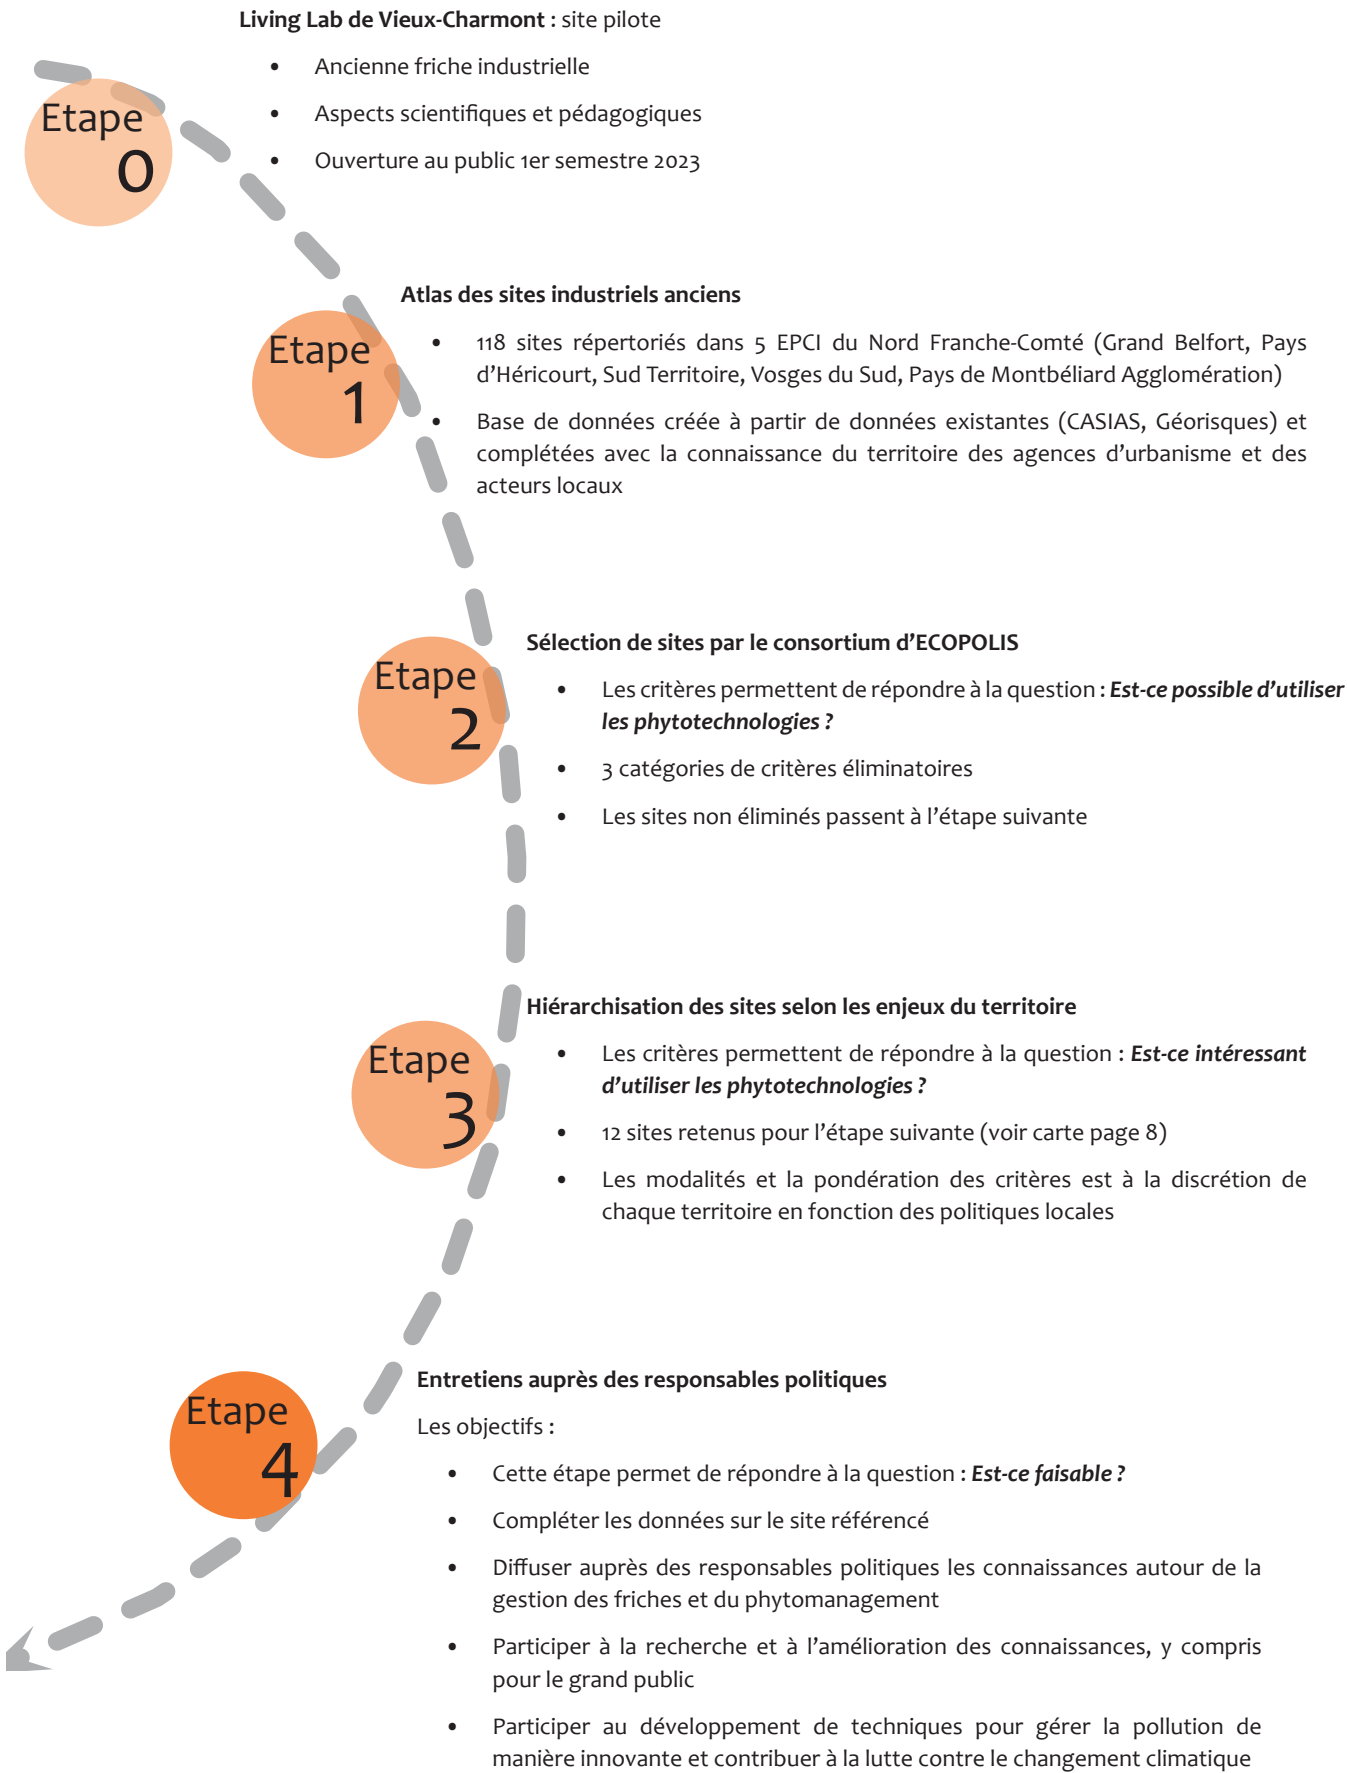 Living Lab de Vieux-Charmont : site pilote
• Ancienne friche industrielle
• Aspects scientifiques et pédagogiques
• Ouverture au public 1er semestre 2023
Etape
0
Atlas des sites industriels anciens
• 118 sites répertoriés dans 5 EPCI du Nord Franche-Comté (Grand Belfort, Pays
d’Héricourt, Sud Territoire, Vosges du Sud, Pays de Montbéliard Agglomération)
• Base de données créée à partir de données existantes (CASIAS, Géorisques) et
complétées avec la connaissance du territoire des agences d’urbanisme et des
acteurs locaux
Etape
1
Sélection de sites par le consortium d’ECOPOLIS
• Les critères permettent de répondre à la question : Est-ce possible d’utiliser
les phytotechnologies ?
• 3 catégories de critères éliminatoires
• Les sites non éliminés passent à l’étape suivante
Etape
2
Hiérarchisation des sites selon les enjeux du territoire
• Les critères permettent de répondre à la question : Est-ce intéressant
d’utiliser les phytotechnologies ?
• 12 sites retenus pour l’étape suivante (voir carte page 8)
• Les modalités et la pondération des critères est à la discrétion de
chaque territoire en fonction des politiques locales
Etape
3
Entretiens auprès des responsables politiques
Les objectifs :
• Cette étape permet de répondre à la question : Est-ce faisable ?
• Compléter les données sur le site référencé
• Diffuser auprès des responsables politiques les connaissances autour de la
gestion des friches et du phytomanagement
• Participer à la recherche et à l’amélioration des connaissances, y compris
pour le grand public
• Participer au développement de techniques pour gérer la pollution de
manière innovante et contribuer à la lutte contre le changement climatique
Etape
4